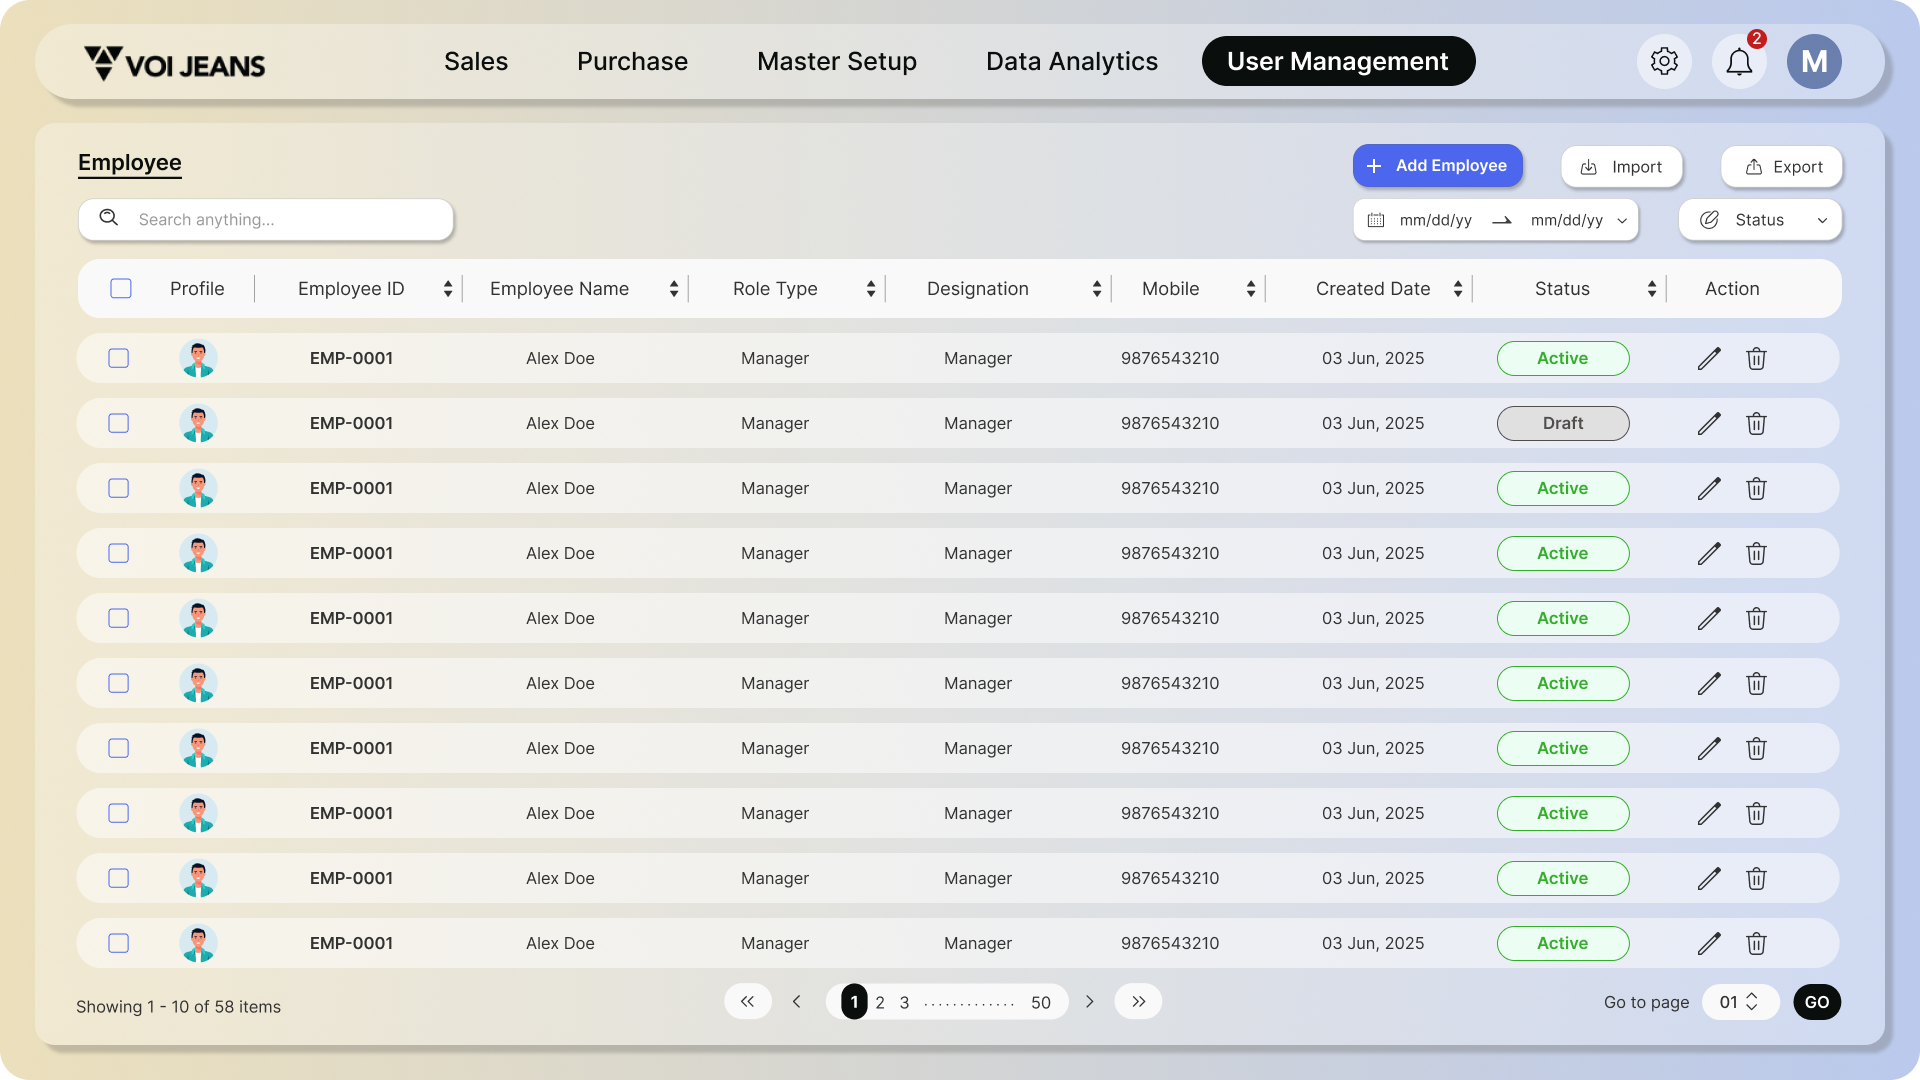 VOI JEANS Sales Purchase Master Setup Data Analytics User Management 2 M
Employee + Add Employee Import Export
Search anything... mm/dd/yy mm/dd/yy Status
Profile Employee ID Employee Name Role Type Designation Mobile Created Date Status Action
EMP-0001 Alex Doe Manager Manager 9876543210 03 Jun, 2025 Active
EMP-0001 Alex Doe Manager Manager 9876543210 03 Jun, 2025 Draft
EMP-0001 Alex Doe Manager Manager 9876543210 03 Jun, 2025 Active
EMP-0001 Alex Doe Manager Manager 9876543210 03 Jun, 2025 Active
EMP-0001 Alex Doe Manager Manager 9876543210 03 Jun, 2025 Active
EMP-0001 Alex Doe Manager Manager 9876543210 03 Jun, 2025 Active
EMP-0001 Alex Doe Manager Manager 9876543210 03 Jun, 2025 Active
EMP-0001 Alex Doe Manager Manager 9876543210 03 Jun, 2025 Active
EMP-0001 Alex Doe Manager Manager 9876543210 03 Jun, 2025 Active
EMP-0001 Alex Doe Manager Manager 9876543210 03 Jun, 2025 Active
Showing 1 - 10 of 58 items 1 2 3 ............. 50 Go to page 01 GO